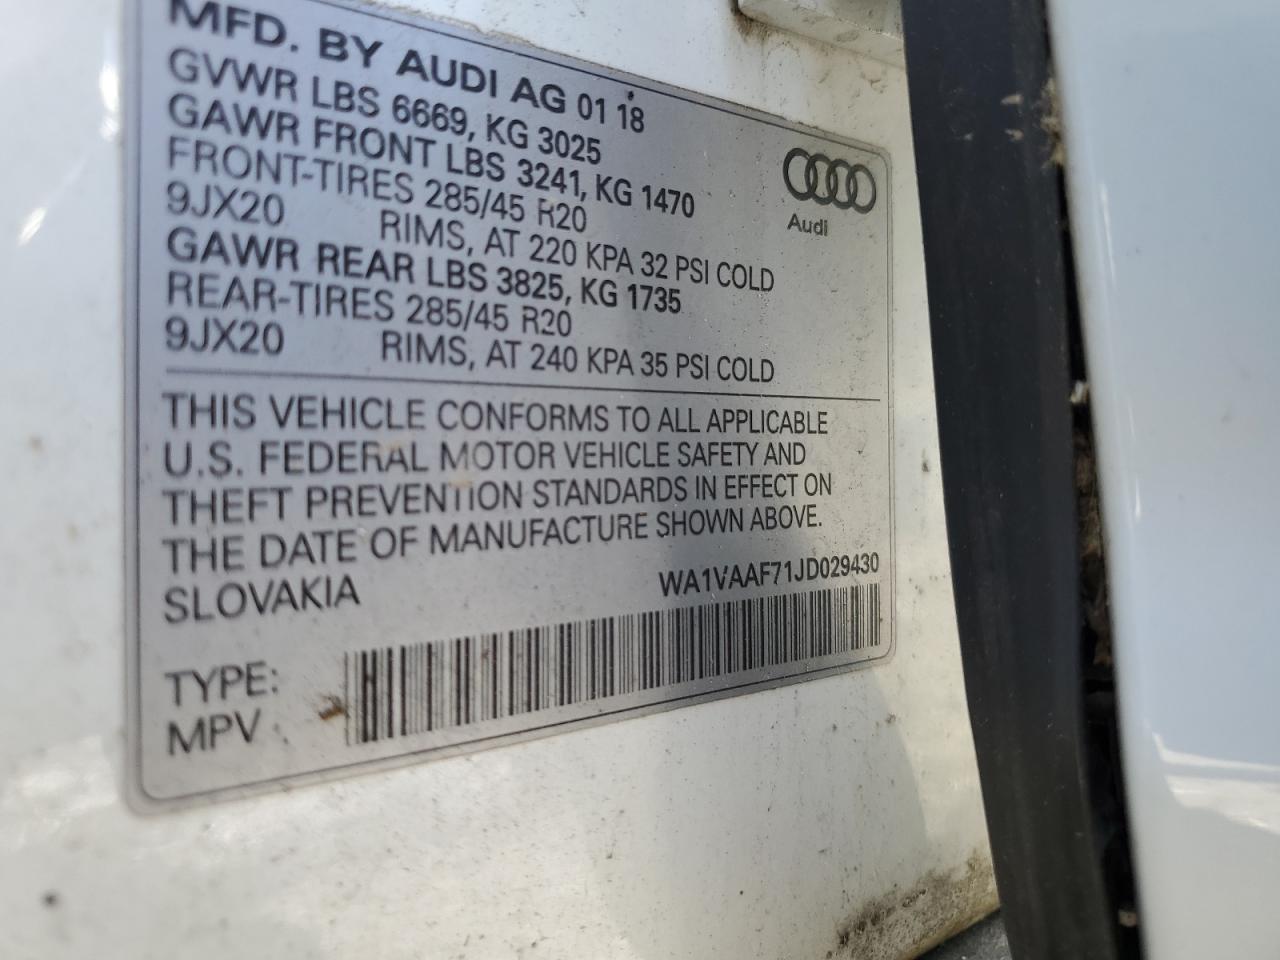 MFD. BY AUDI AG 01 18
GVWR LBS 6669, KG 3025
GAWR FRONT LBS 3241, KG 1470
FRONT-TIRES 285/45 R20
9JX20 RIMS, AT 220 KPA 32 PSI COLD
GAWR REAR LBS 3825, KG 1735
REAR-TIRES 285/45 R20
9JX20 RIMS, AT 240 KPA 35 PSI COLD
Audi
THIS VEHICLE CONFORMS TO ALL APPLICABLE
U.S. FEDERAL MOTOR VEHICLE SAFETY AND
THEFT PREVENTION STANDARDS IN EFFECT ON
THE DATE OF MANUFACTURE SHOWN ABOVE.
SLOVAKIA WA1VAAF71JD029430
TYPE:
MPV